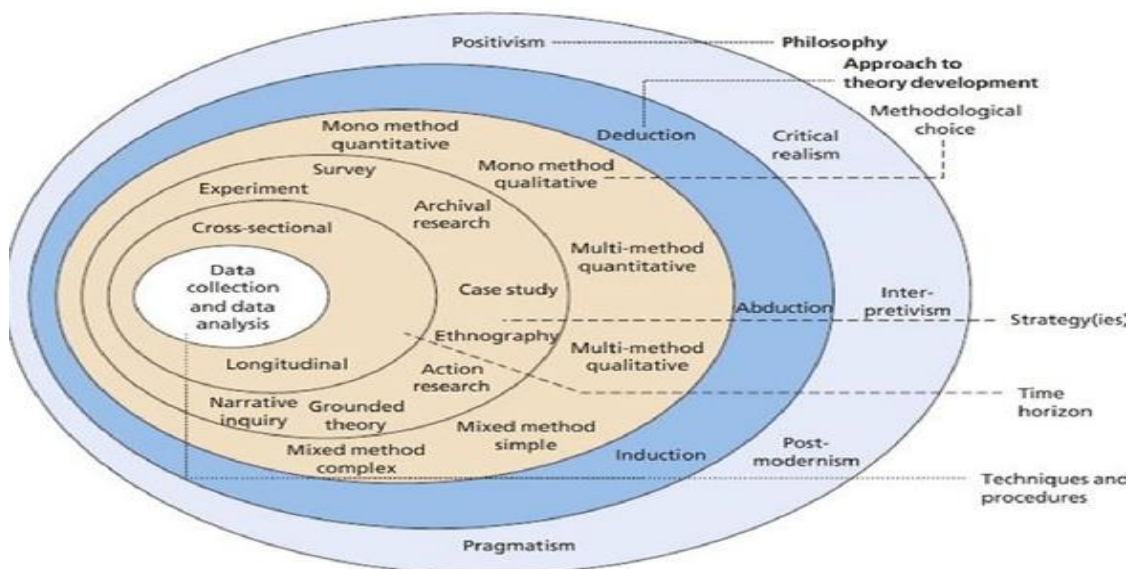 Positivism
Philosophy
Approach to
theory development
Methodological
choice
Deduction
Critical
realism
Mono method
quantitative
Mono method
qualitative
Survey
Experiment
Archival
research
Cross-sectional
Multi-method
quantitative
Data
collection
and data
analysis
Case study
Abduction
Inter-
pretivism
Strategy(ies)
Ethnography
Multi-method
qualitative
Longitudinal
Action
research
Time
horizon
Narrative
inquiry
Grounded
theory
Mixed method
simple
Mixed method
complex
Induction
Post-
modernism
Techniques and
procedures
Pragmatism